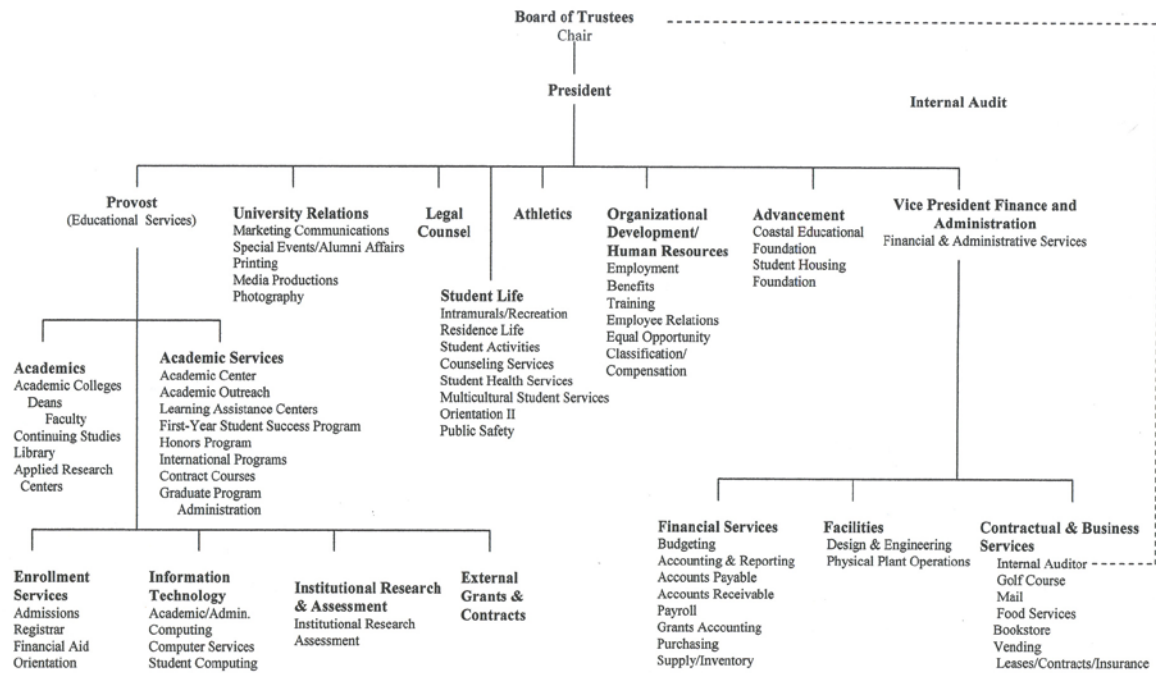 Board of Trustees
Chair
President
Internal Audit
Provost
(Educational Services)
University Relations
Marketing Communications
Special Events/Alumni Affairs
Printing
Media Productions
Photography
Legal
Counsel
Student Life
Intramurals/Recreation
Residence Life
Student Activities
Counseling Services
Student Health Services
Multicultural Student Services
Orientation II
Public Safety
Athletics
Organizational
Development/
Human Resources
Employment
Benefits
Training
Employee Relations
Equal Opportunity
Classification/
Compensation
Advancement
Coastal Educational
Foundation
Student Housing
Foundation
Vice President Finance and
Administration
Financial & Administrative Services
Academics
Academic Colleges
Deans
Faculty
Continuing Studies
Library
Applied Research
Centers
Academic Services
Academic Center
Academic Outreach
Learning Assistance Centers
First-Year Student Success Program
Honors Program
International Programs
Contract Courses
Graduate Program
Administration
Enrollment
Services
Admissions
Registrar
Financial Aid
Orientation
Information
Technology
Academic/Admin.
Computing
Computer Services
Student Computing
Institutional Research
& Assessment
Institutional Research
Assessment
External
Grants &
Contracts
Financial Services
Budgeting
Accounting & Reporting
Accounts Payable
Accounts Receivable
Payroll
Grants Accounting
Purchasing
Supply/Inventory
Facilities
Design & Engineering
Physical Plant Operations
Contractual & Business
Services
Internal Auditor
Golf Course
Mail
Food Services
Bookstore
Vending
Leases/Contracts/Insurance